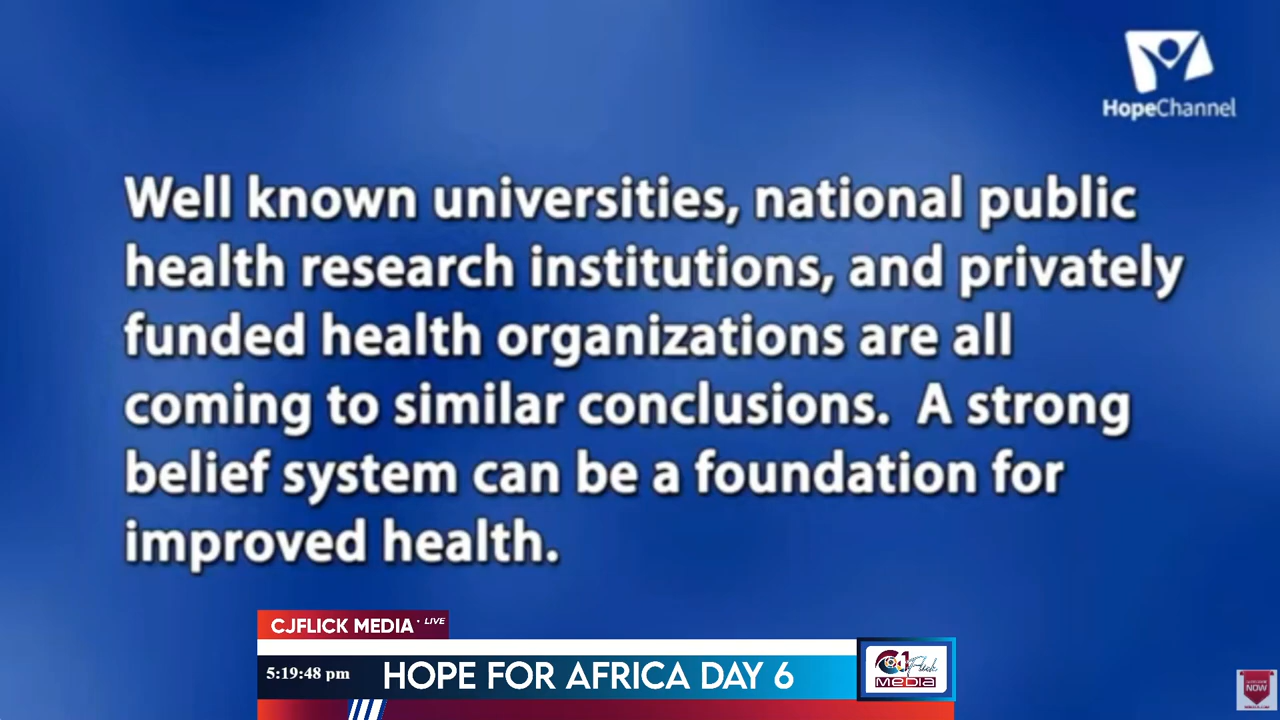 HopeChannel
Well known universities, national public
health research institutions, and privately
funded health organizations are all
coming to similar conclusions.  A strong
belief system can be a foundation for
improved health.
CJFLICK MEDIA • LIVE
5:19:48 pm
HOPE FOR AFRICA DAY 6
Flick
MEDIA
NOW